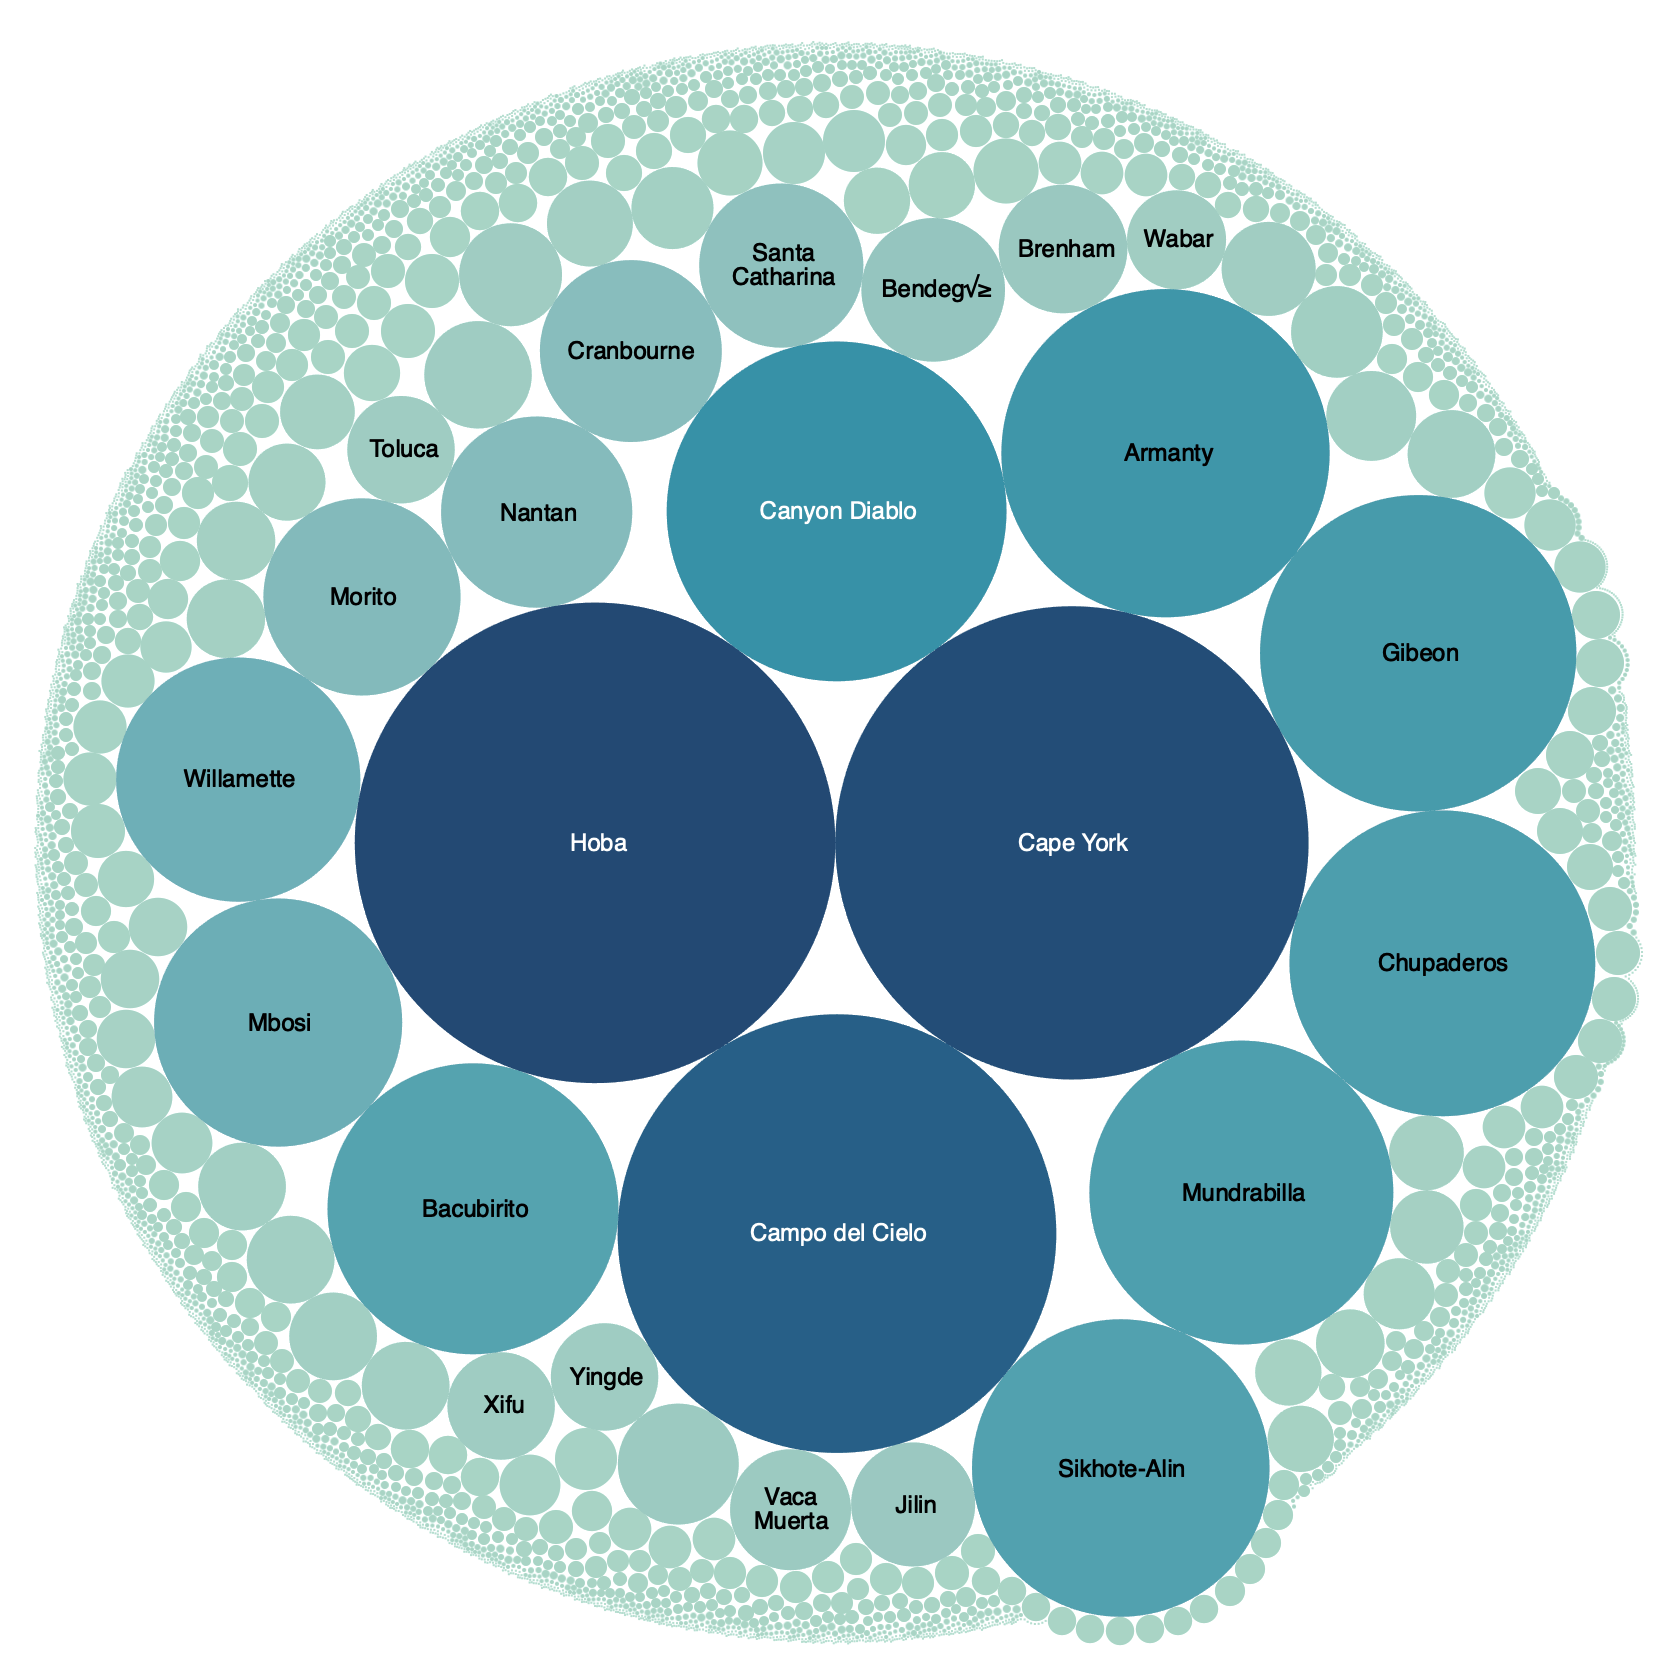 Santa
Catharina
Bendeg√≥
Brenham
Wabar
Cranbourne
Toluca
Nantan
Canyon Diablo
Armanty
Morito
Gibeon
Willamette
Hoba
Cape York
Chupaderos
Mbosi
Bacubirito
Campo del Cielo
Mundrabilla
Xifu
Yingde
Vaca
Muerta
Jilin
Sikhote-Alin